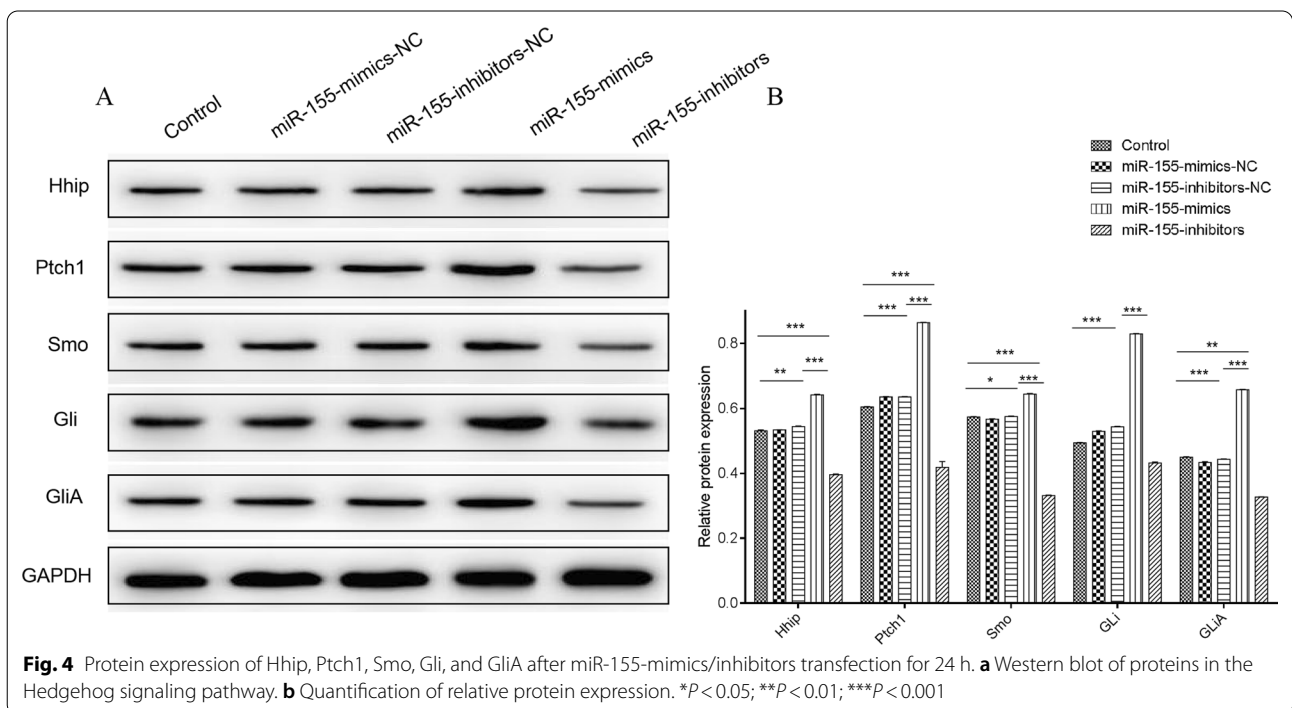 A
Control
miR-155-mimics-NC
miR-155-inhibitors-NC
miR-155-mimics
miR-155-inhibitors
Hhip
Ptch1
Smo
Gli
GliA
GAPDH
B
Control
miR-155-mimics-NC
miR-155-inhibitors-NC
miR-155-mimics
miR-155-inhibitors
Relative protein expression
0.8
0.6
0.4
0.2
0.0
***
**
***
***
***
***
***
*
***
***
***
**
***
***
Hhip
Ptch1
Smo
GLi
GLiA
Fig. 4 Protein expression of Hhip, Ptch1, Smo, Gli, and GliA after miR-155-mimics/inhibitors transfection for 24 h. a Western blot of proteins in the
Hedgehog signaling pathway. b Quantification of relative protein expression. *P < 0.05; **P < 0.01; ***P < 0.001